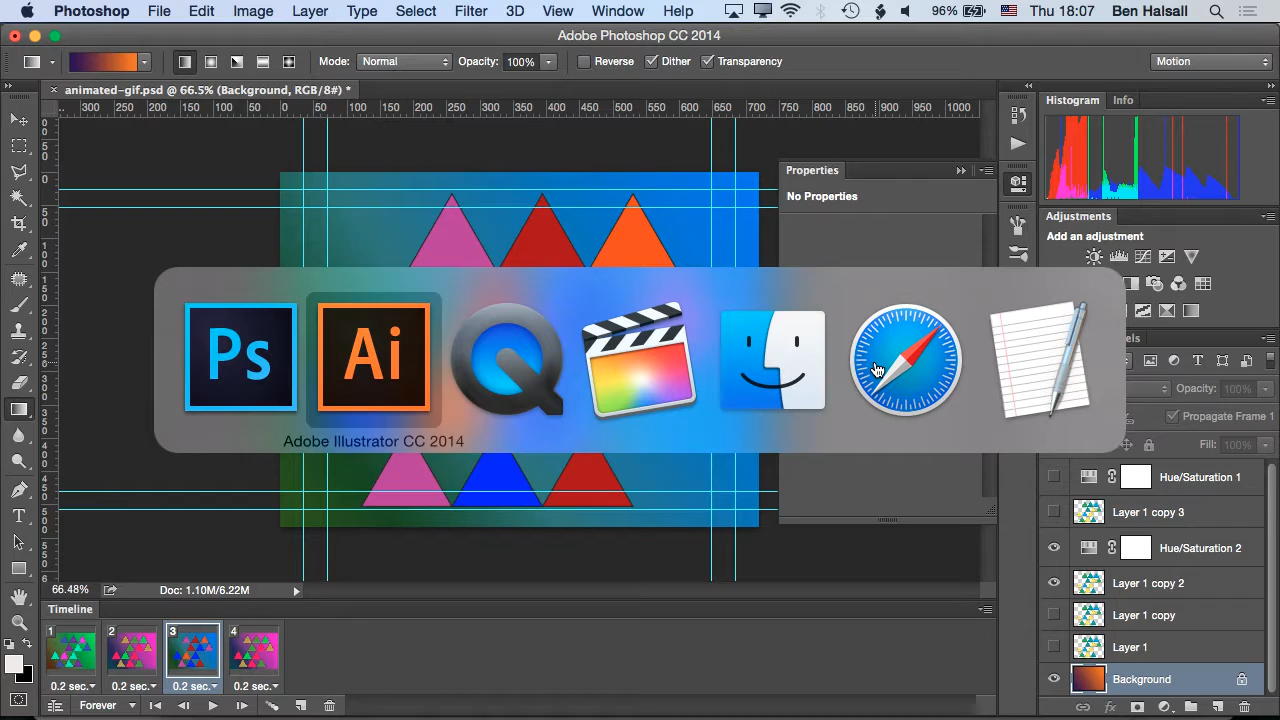 Photoshop File Edit Image Layer Type Select Filter 3D View Window Help 96% Thu 18:07 Ben Halsall
Adobe Photoshop CC 2014
Mode: Normal Opacity: 100% Reverse Dither Transparency Motion
animated-gif.psd @ 66.5% (Background, RGB/8#) *
300 250 200 150 100 50 0 50 100 150 200 250 300 350 400 450 500 550 600 650 700 750 800 850 900 950 1000
Histogram Info
Properties
No Properties
Adjustments
Add an adjustment
Ps Ai
Adobe Illustrator CC 2014
Opacity: 100%
Propagate Frame 1
Fill: 100%
Hue/Saturation 1
Layer 1 copy 3
Hue/Saturation 2
Layer 1 copy 2
Layer 1 copy
Layer 1
Background
66.48% Doc: 1.10M/6.22M
Timeline
1 2 3 4
0.2 sec. 0.2 sec. 0.2 sec. 0.2 sec.
Forever